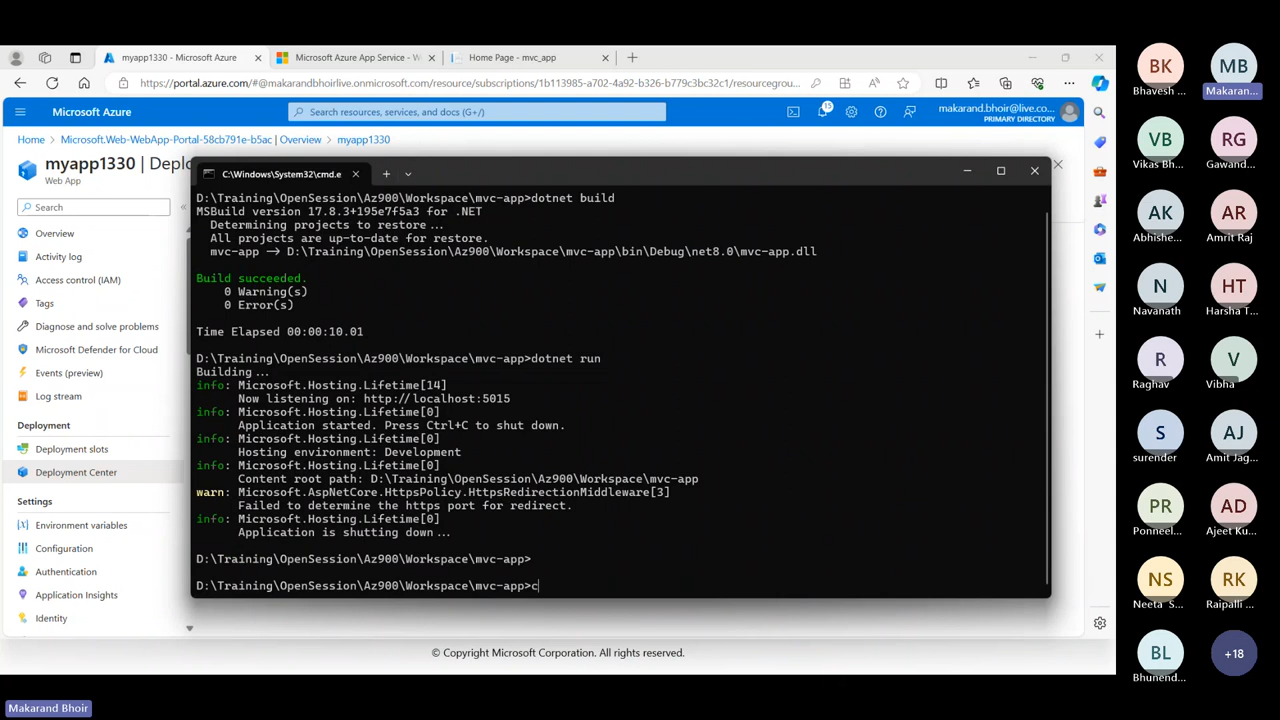 myapp1330 - Microsoft Azure
Microsoft Azure App Service - W
Home Page - mvc_app
https://portal.azure.com/#@makarandbhoirlive.onmicrosoft.com/resource/subscriptions/1b113985-a702-4a92-b326-b779c3bc32c1/resourcegrou...
Microsoft Azure
Search resources, services, and docs (G+/)
15
makarand.bhoir@live.co...
PRIMARY DIRECTORY
Home > Microsoft.Web-WebApp-Portal-58cb791e-b5ac | Overview > myapp1330
myapp1330 | Deplo
Web App
Search
Overview
Activity log
Access control (IAM)
Tags
Diagnose and solve problems
Microsoft Defender for Cloud
Events (preview)
Log stream
Deployment
Deployment slots
Deployment Center
Settings
Environment variables
Configuration
Authentication
Application Insights
Identity
C:\Windows\System32\cmd.e
D:\Training\OpenSession\Az900\Workspace\mvc-app>dotnet build
MSBuild version 17.8.3+195e7f5a3 for .NET
Determining projects to restore...
All projects are up-to-date for restore.
mvc-app -> D:\Training\OpenSession\Az900\Workspace\mvc-app\bin\Debug\net8.0\mvc-app.dll
Build succeeded.
0 Warning(s)
0 Error(s)
Time Elapsed 00:00:10.01
D:\Training\OpenSession\Az900\Workspace\mvc-app>dotnet run
Building...
info: Microsoft.Hosting.Lifetime[14]
Now listening on: http://localhost:5015
info: Microsoft.Hosting.Lifetime[0]
Application started. Press Ctrl+C to shut down.
info: Microsoft.Hosting.Lifetime[0]
Hosting environment: Development
info: Microsoft.Hosting.Lifetime[0]
Content root path: D:\Training\OpenSession\Az900\Workspace\mvc-app
warn: Microsoft.AspNetCore.HttpsPolicy.HttpsRedirectionMiddleware[3]
Failed to determine the https port for redirect.
info: Microsoft.Hosting.Lifetime[0]
Application is shutting down...
D:\Training\OpenSession\Az900\Workspace\mvc-app>
D:\Training\OpenSession\Az900\Workspace\mvc-app>c
© Copyright Microsoft Corporation. All rights reserved.
Makarand Bhoir
BK
Bhavesh ...
MB
Makaran...
VB
Vikas Bh...
RG
Gawand...
AK
Abhishe...
AR
Amrit Raj
N
Navanath
HT
Harsha T...
R
Raghav
V
Vibha
S
surender
AJ
Amit Jag...
PR
Ponneel...
AD
Ajeet Ku...
NS
Neeta S...
RK
Raipalli ...
BL
Bhunend...
+18